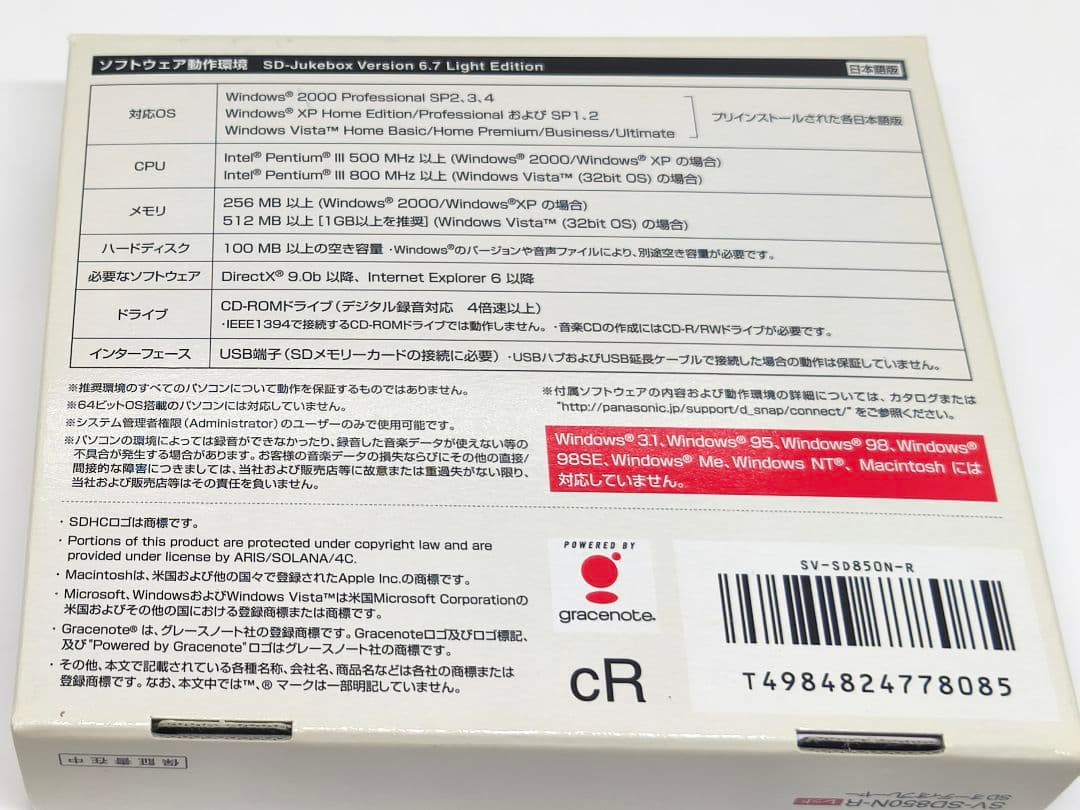 ソフトウェア動作環境 SD-Jukebox Version 6.7 Light Edition 日本語版
対応OS
Windows® 2000 Professional SP2、3、4
Windows® XP Home Edition/Professional および SP1、2
Windows Vista™ Home Basic/Home Premium/Business/Ultimate
プリインストールされた各日本語版
CPU
Intel® Pentium® III 500 MHz 以上 (Windows® 2000/Windows® XP の場合)
Intel® Pentium® III 800 MHz 以上 (Windows Vista™ (32bit OS) の場合)
メモリ
256 MB 以上 (Windows® 2000/Windows®XP の場合)
512 MB 以上 [1GB以上を推奨] (Windows Vista™ (32bit OS) の場合)
ハードディスク
100 MB 以上の空き容量 ・Windows®のバージョンや音声ファイルにより、別途空き容量が必要です。
必要なソフトウェア
DirectX® 9.0b 以降、Internet Explorer 6 以降
ドライブ
CD-ROMドライブ(デジタル録音対応 4倍速以上)
・IEEE1394で接続するCD-ROMドライブでは動作しません。・音楽CDの作成にはCD-R/RWドライブが必要です。
インターフェース
USB端子(SDメモリーカードの接続に必要) ・USBハブおよびUSB延長ケーブルで接続した場合の動作は保証していません。
※推奨環境のすべてのパソコンについて動作を保証するものではありません。
※64ビットOS搭載のパソコンには対応していません。
※システム管理者権限(Administrator)のユーザーのみで使用可能です。
※パソコンの環境によっては録音ができなかったり、録音した音楽データが使えない等の
不具合が発生する場合があります。お客様の音楽データの損失ならびにその他の直接/
間接的な障害につきましては、当社および販売店等に故意または重過失がない限り、
当社および販売店等はその責任を負いません。
※付属ソフトウェアの内容および動作環境の詳細については、カタログまたは
"http://panasonic.jp/support/d_snap/connect/" をご参照ください。
Windows® 3.1、Windows® 95、Windows® 98、Windows®
98SE、Windows® Me、Windows NT®、Macintosh には
対応していません。
・SDHCロゴは商標です。
・Portions of this product are protected under copyright law and are
provided under license by ARIS/SOLANA/4C.
・Macintoshは、米国および他の国々で登録されたApple Inc.の商標です。
・Microsoft、WindowsおよびWindows Vista™は米国Microsoft Corporationの
米国およびその他の国における登録商標または商標です。
・Gracenote® は、グレースノート社の登録商標です。Gracenoteロゴ及びロゴ標記、
及び"Powered by Gracenote"ロゴはグレースノート社の商標です。
・その他、本文で記載されている各種名称、会社名、商品名などは各社の商標または
登録商標です。なお、本文中では™、® マークは一部明記していません。
POWERED BY
gracenote.
cR
SV-SD850N-R
T4984824778085
保証書在中
SV-SD850N-R レッド
SDオーディオプレーヤー